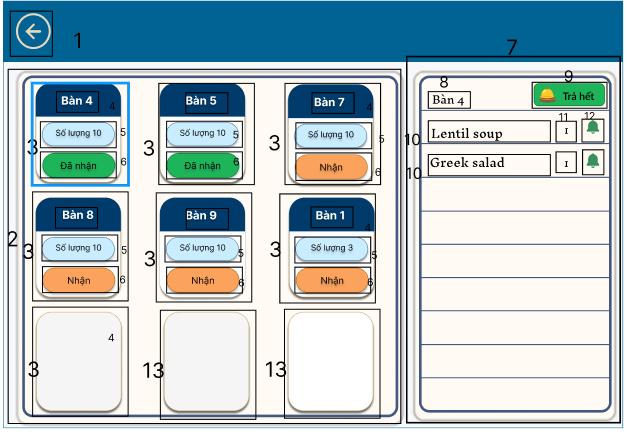 1
7
8
9
Bàn 4
4
Bàn 5
Bàn 7
4
Bàn 4
Trả hết
11
12
3
Số lượng 10
5
3
Số lượng 10
5
3
Số lượng 10
5
10
Lentil soup
1
Đã nhận
6
Đã nhận
6
Nhận
6
10
Greek salad
1
Bàn 8
Bàn 9
Bàn 1
4
2
3
Số lượng 10
5
3
Số lượng 10
5
3
Số lượng 3
5
Nhận
6
Nhận
6
Nhận
6
4
3
13
13